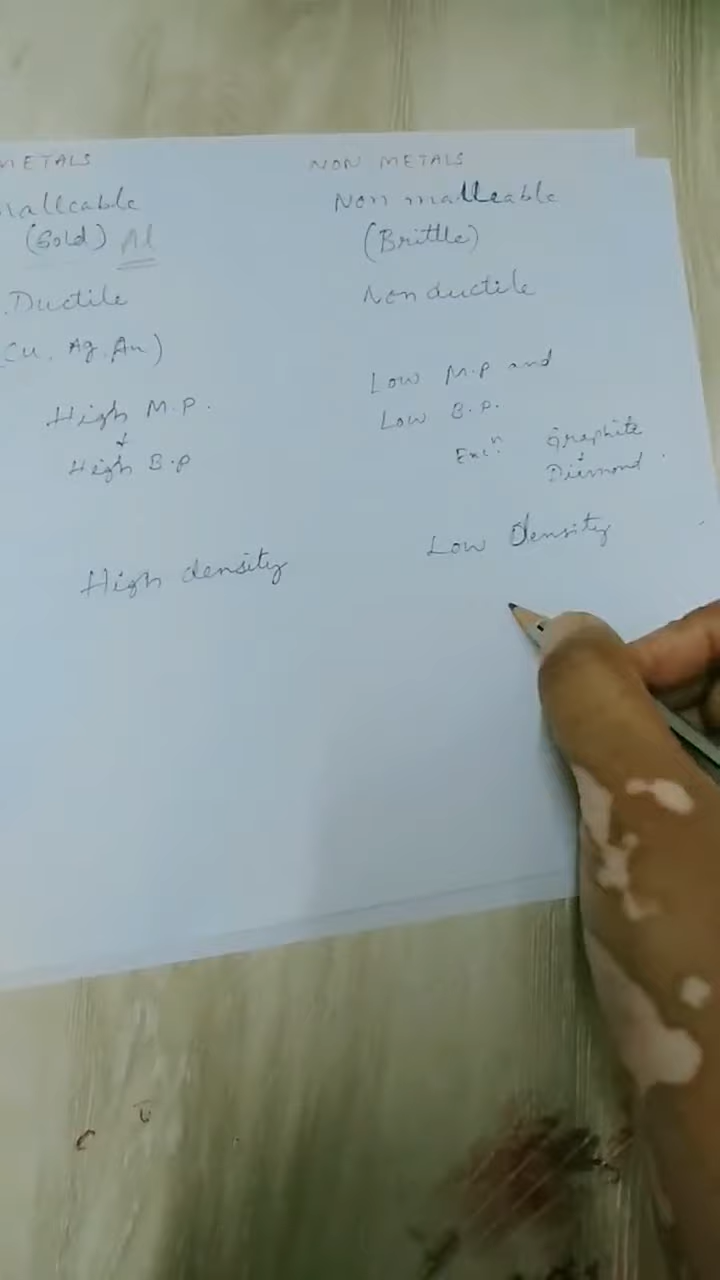 METALS
NON METALS
Malleable
Non malleable
(Gold) Al
(Brittle)
Ductile
Non ductile
(Cu, Ag, Au)
Low M.P and
High M.P.
Low B.P.
&
High B.P
Excn: Graphite
&
Diamond.
High density
Low Density